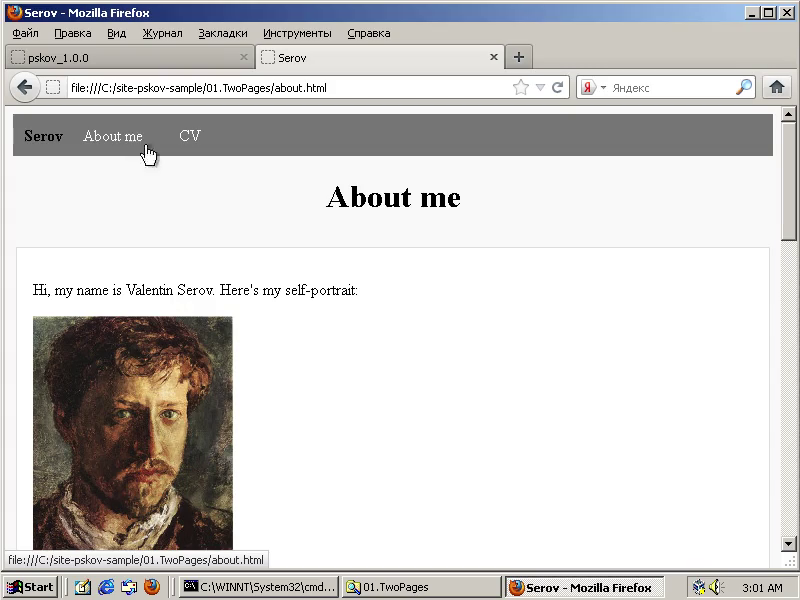 Serov - Mozilla Firefox
Файл Правка Вид Журнал Закладки Инструменты Справка
pskov_1.0.0 Serov
file:///C:/site-pskov-sample/01.TwoPages/about.html Я Яндекс
Serov About me CV
About me
Hi, my name is Valentin Serov. Here's my self-portrait:
file:///C:/site-pskov-sample/01.TwoPages/about.html
Start C:\WINNT\System32\cmd... 01.TwoPages Serov - Mozilla Firefox 3:01 AM